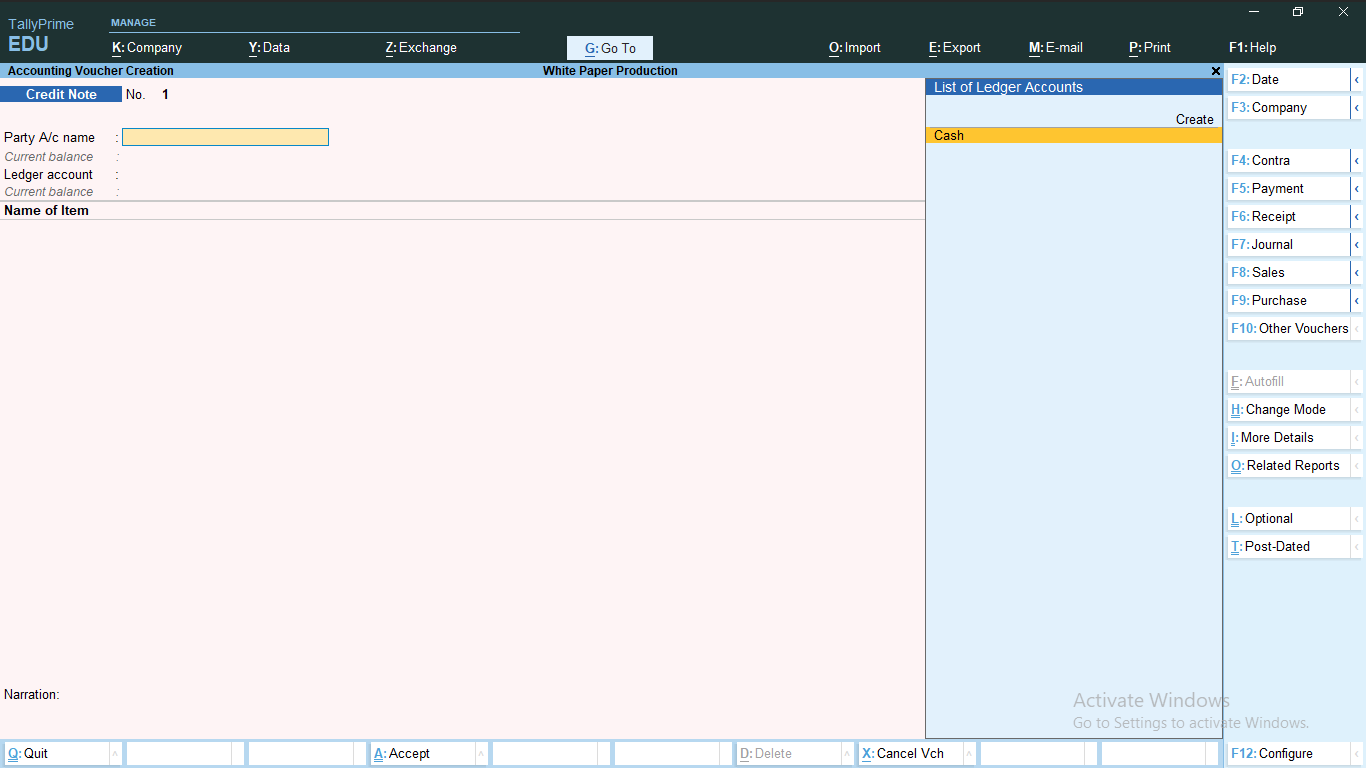 TallyPrime
EDU
MANAGE
K: Company
Y: Data
Z: Exchange
G: Go To
O: Import
E: Export
M: E-mail
P: Print
F1: Help
Accounting Voucher Creation
White Paper Production
Credit Note No. 1
Party A/c name :
Current balance :
Ledger account :
Current balance :
Name of Item
Narration:
List of Ledger Accounts
Create
Cash
F2: Date
F3: Company
F4: Contra
F5: Payment
F6: Receipt
F7: Journal
F8: Sales
F9: Purchase
F10: Other Vouchers
F: Autofill
H: Change Mode
I: More Details
O: Related Reports
L: Optional
T: Post-Dated
Activate Windows
Go to Settings to activate Windows.
Q: Quit
A: Accept
D: Delete
X: Cancel Vch
F12: Configure